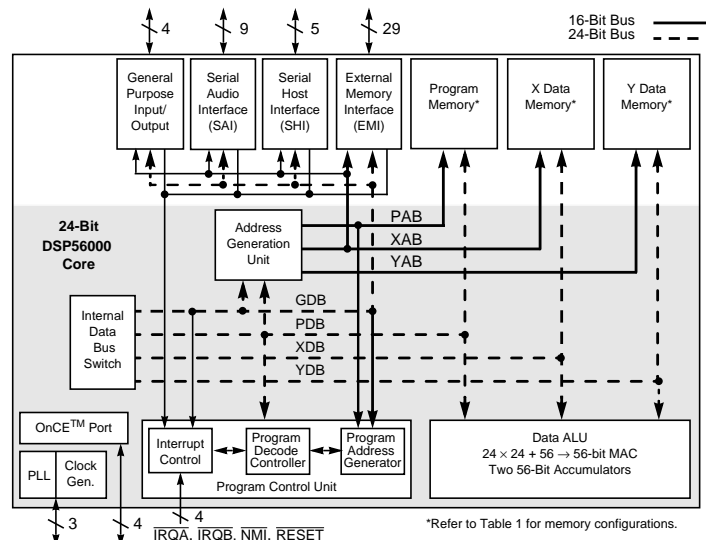 4
9
5
29
16-Bit Bus
24-Bit Bus
General
Purpose
Input/
Output
Serial
Audio
Interface
(SAI)
Serial
Host
Interface
(SHI)
External
Memory
Interface
(EMI)
Program
Memory*
X Data
Memory*
Y Data
Memory*
24-Bit
DSP56000
Core
Address
Generation
Unit
PAB
XAB
YAB
Internal
Data
Bus
Switch
GDB
PDB
XDB
YDB
OnCE™ Port
PLL
Clock
Gen.
Interrupt
Control
Program
Decode
Controller
Program
Address
Generator
Program Control Unit
Data ALU
24 × 24 + 56 → 56-bit MAC
Two 56-Bit Accumulators
3
4
4
IRQA, IRQB, NMI, RESET
*Refer to Table 1 for memory configurations.